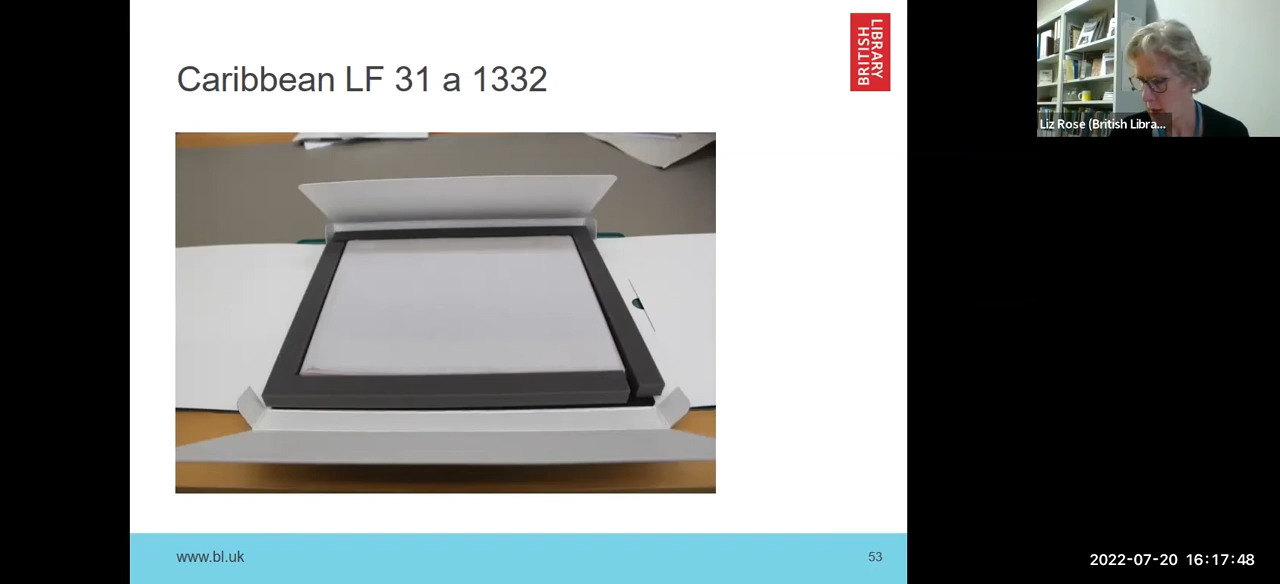 Caribbean LF 31 a 1332
BRITISH
LIBRARY
Liz Rose (British Libra...
www.bl.uk
53
2022-07-20 16:17:48